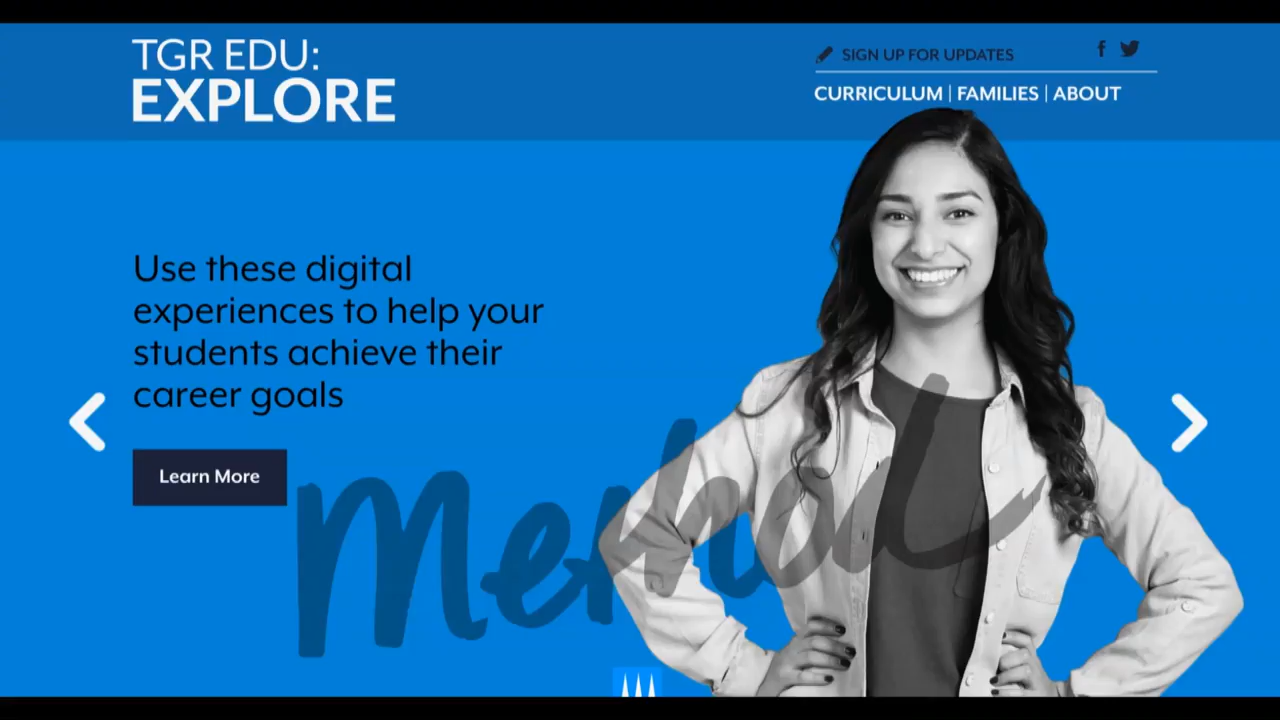 TGR EDU:
EXPLORE
SIGN UP FOR UPDATES
CURRICULUM | FAMILIES | ABOUT
Use these digital
experiences to help your
students achieve their
career goals
Learn More
Method